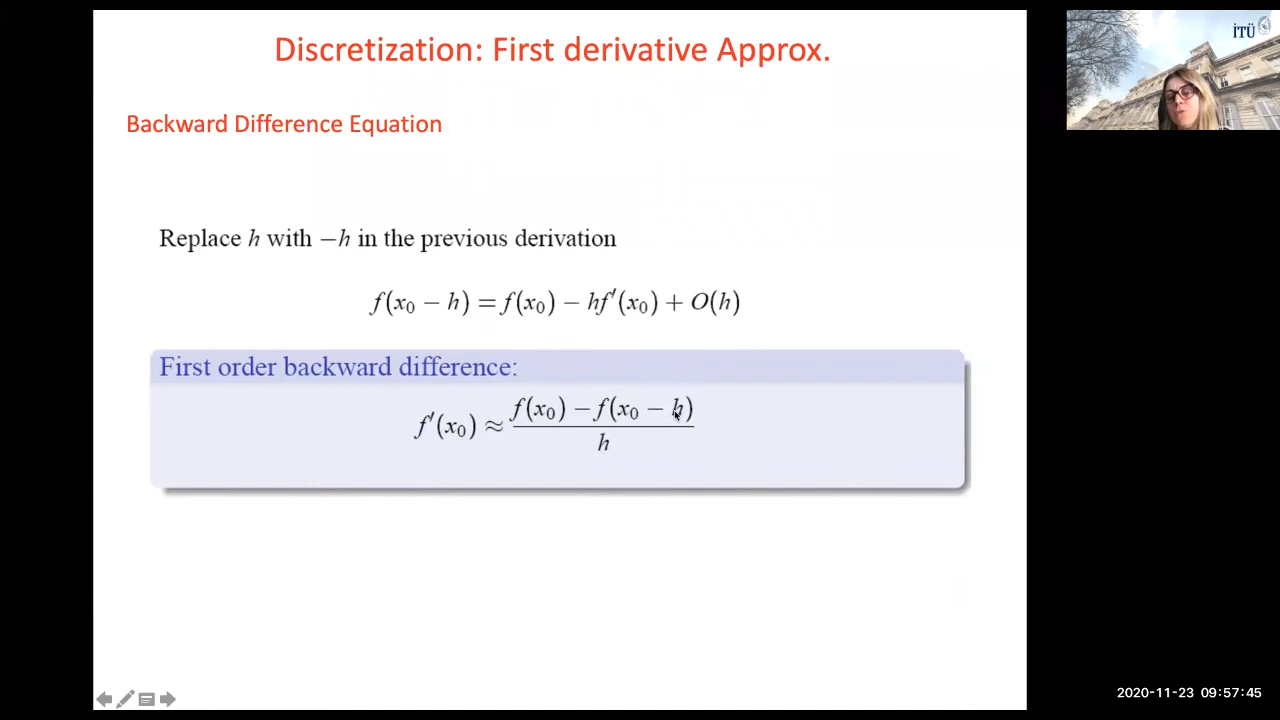 Discretization: First derivative Approx.
İTÜ
Backward Difference Equation
Replace h with −h in the previous derivation
f(x₀ − h) = f(x₀) − hf′(x₀) + O(h)
First order backward difference:
f′(x₀) ≈ f(x₀) − f(x₀ − h)
h
2020-11-23 09:57:45